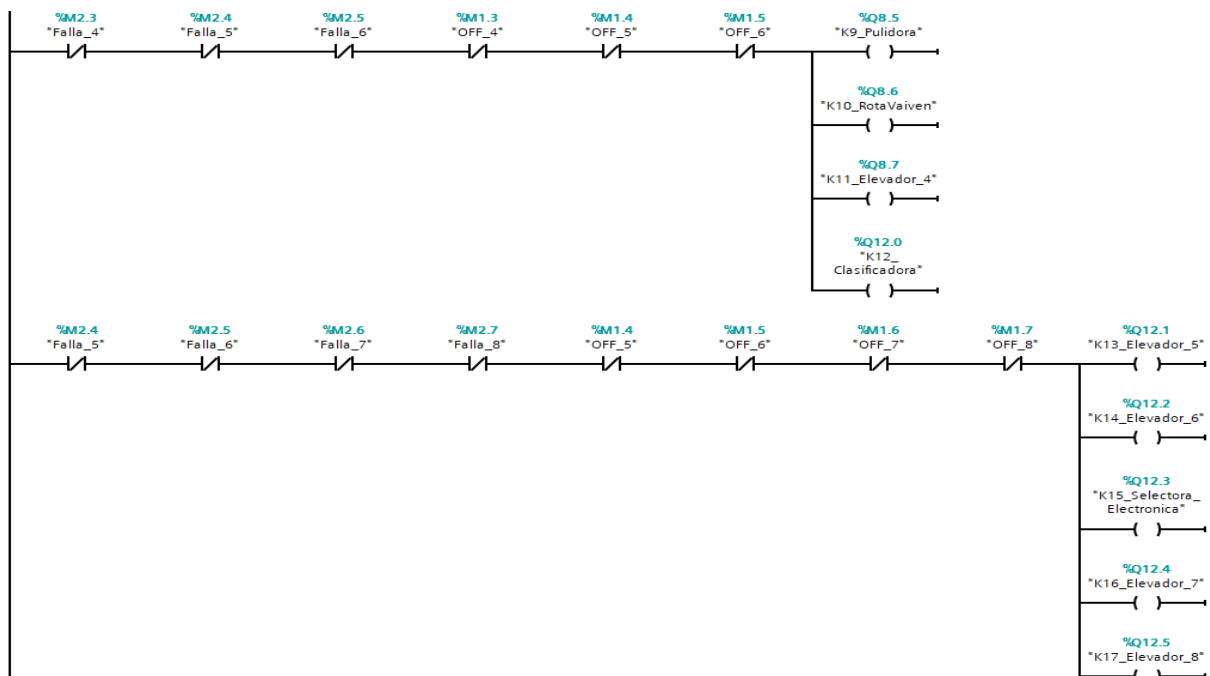 %M2.3 %M2.4 %M2.5 %M1.3 %M1.4 %M1.5 %Q8.5
"Falla_4" "Falla_5" "Falla_6" "OFF_4" "OFF_5" "OFF_6" "K9_Pulidora"
%Q8.6
"K10_RotaVaiven"
%Q8.7
"K11_Elevador_4"
%Q12.0
"K12_
Clasificadora"
%M2.4 %M2.5 %M2.6 %M2.7 %M1.4 %M1.5 %M1.6 %M1.7 %Q12.1
"Falla_5" "Falla_6" "Falla_7" "Falla_8" "OFF_5" "OFF_6" "OFF_7" "OFF_8" "K13_Elevador_5"
%Q12.2
"K14_Elevador_6"
%Q12.3
"K15_Selectora_
Electronica"
%Q12.4
"K16_Elevador_7"
%Q12.5
"K17_Elevador_8"